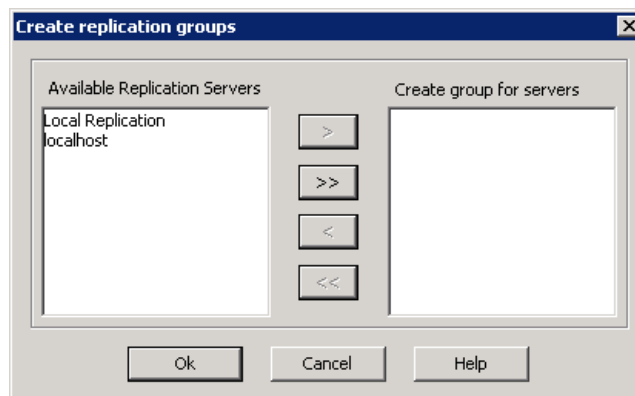 Create replication groups
Available Replication Servers
Create group for servers
Local Replication
localhost
>
>>
<
<<
Ok
Cancel
Help